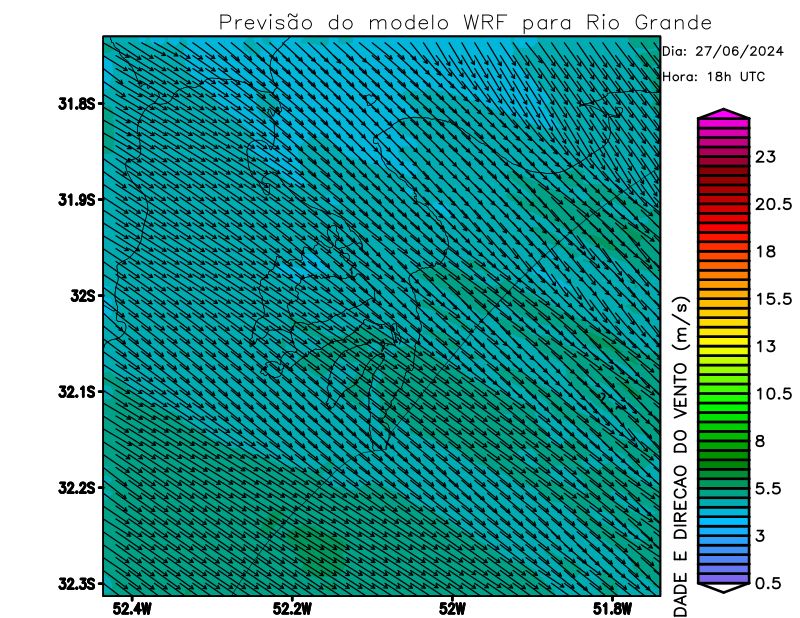 Previsão do modelo WRF para Rio Grande
Dia: 27/06/2024
Hora: 18h UTC
31.8S
31.9S
32S
32.1S
32.2S
32.3S
52.4W
52.2W
52W
51.8W
23
20.5
18
15.5
13
10.5
8
5.5
3
0.5
DADE E DIRECAO DO VENTO (m/s)